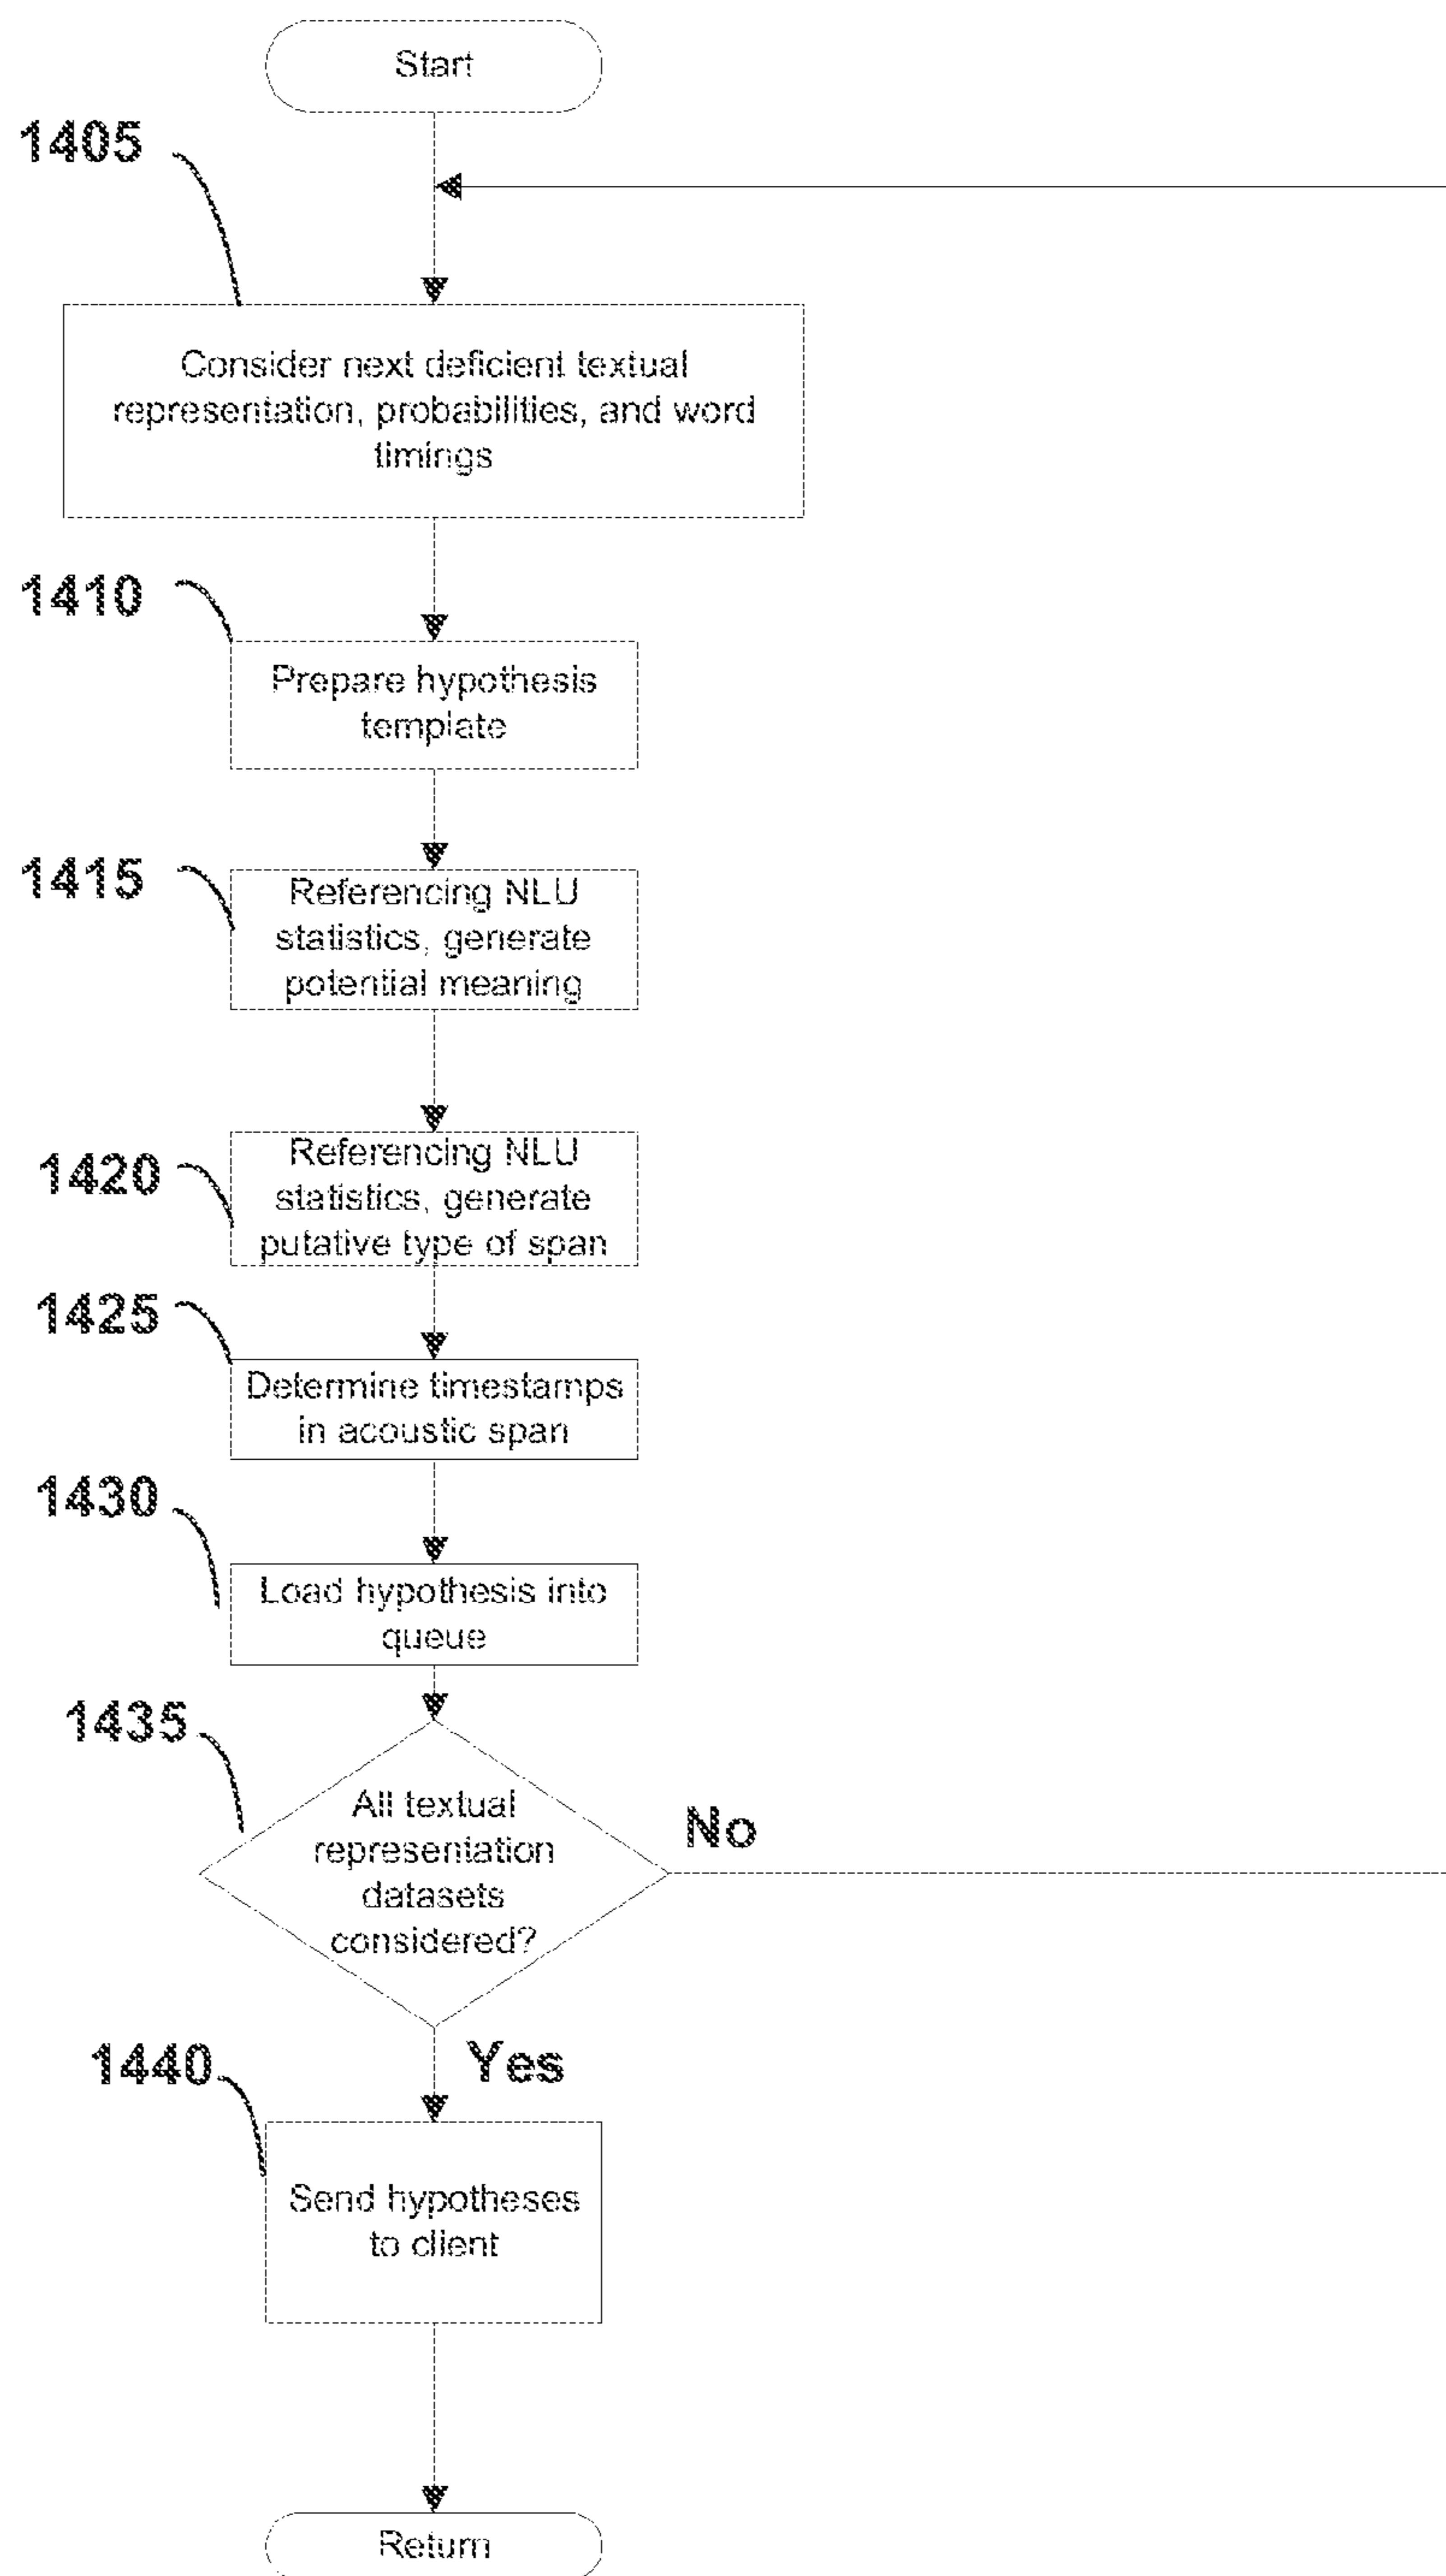 Start
1405
Consider next deficient textual
representation, probabilities, and word
timings
1410
Prepare hypothesis
template
1415
Referencing NLU
statistics, generate
potential meaning
1420
Referencing NLU
statistics, generate
putative type of span
1425
Determine timestamps
in acoustic span
1430
Load hypothesis into
queue
1435
All textual
representation
datasets
considered?
No
Yes
1440
Send hypotheses
to client
Return